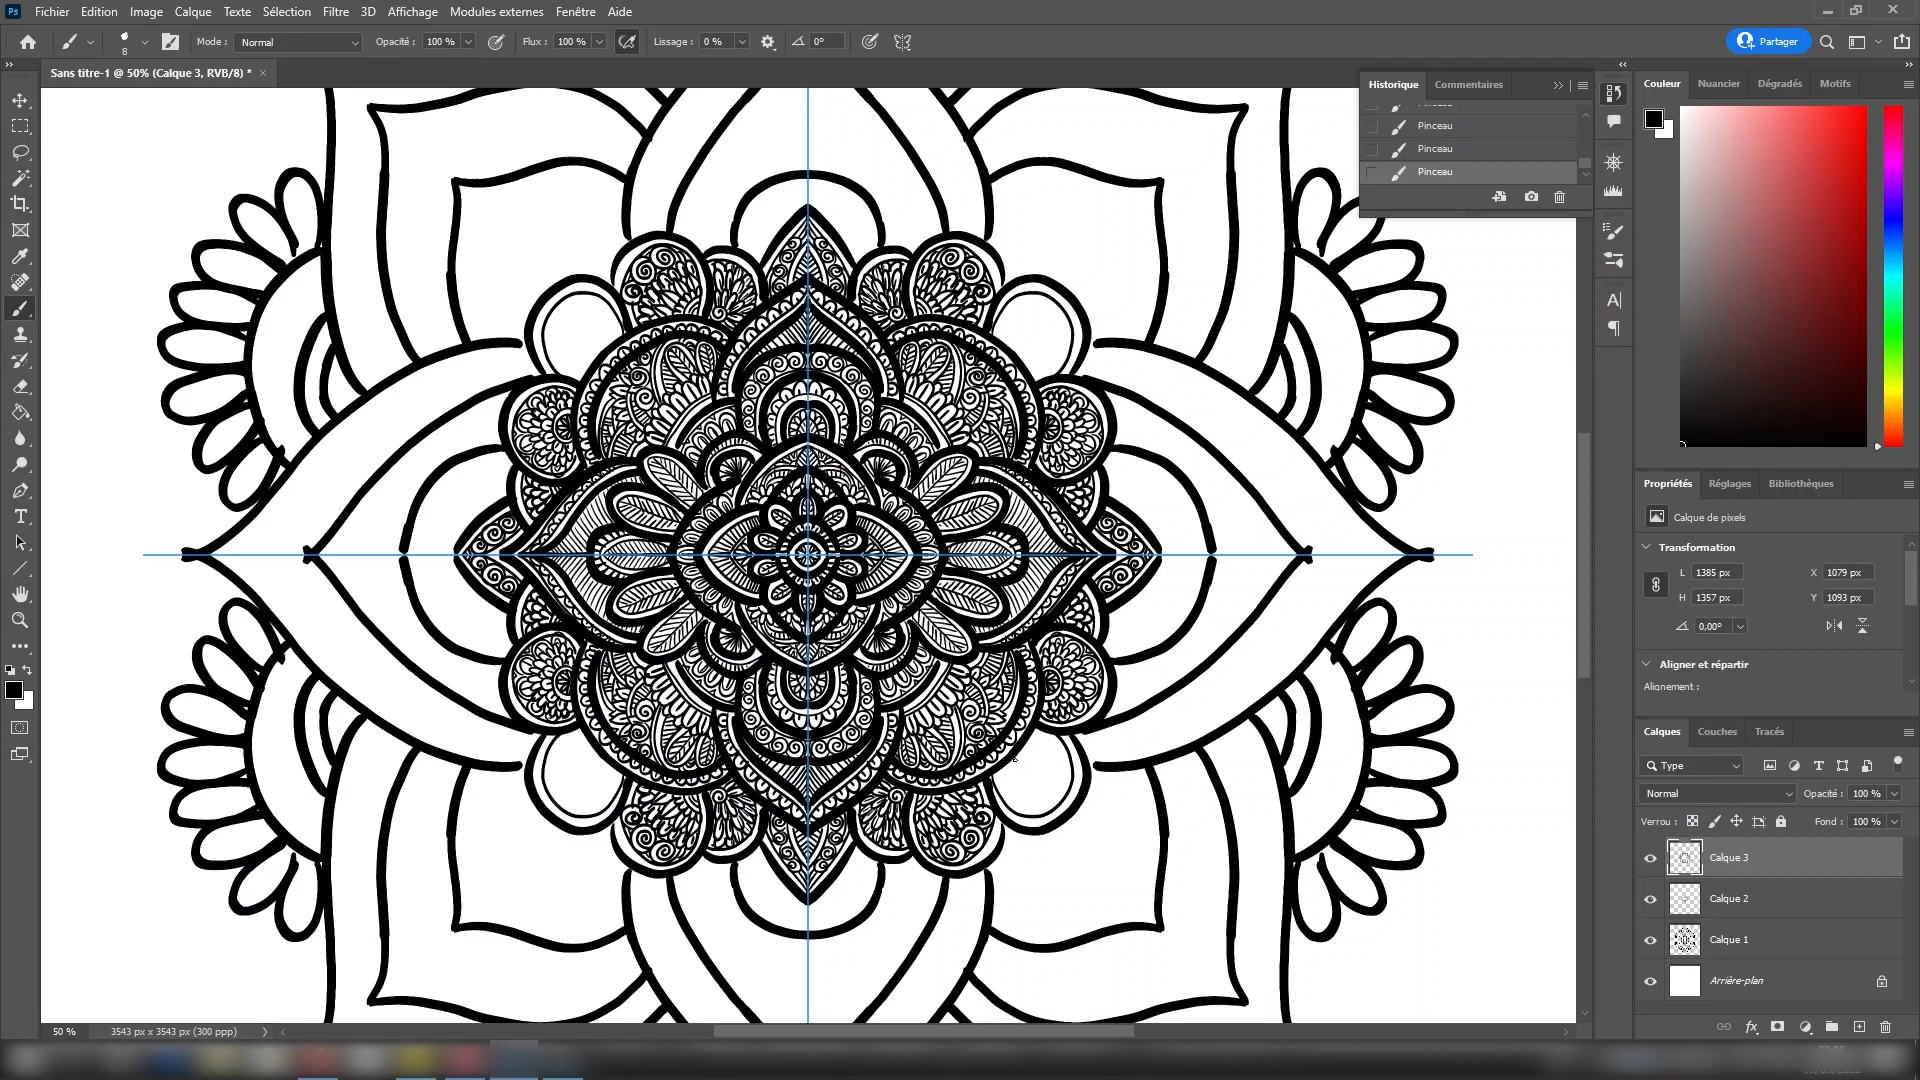 Ps Fichier Edition Image Calque Texte Sélection Filtre 3D Affichage Modules externes Fenêtre Aide
8 Mode : Normal Opacité : 100 % Flux : 100 % Lissage : 0 % 0° Partager
Sans titre-1 @ 50% (Calque 3, RVB/8) *
Historique Commentaires
Pinceau
Pinceau
Pinceau
Couleur Nuancier Dégradés Motifs
Propriétés Réglages Bibliothèques
Calque de pixels
Transformation
L 1385 px X 1079 px
H 1357 px Y 1093 px
0,00°
Aligner et répartir
Alignement :
Calques Couches Tracés
Type
Normal Opacité : 100 %
Verrou : Fond : 100 %
Calque 3
Calque 2
Calque 1
Arrière-plan
fx
50 % 3543 px x 3543 px (300 ppp)